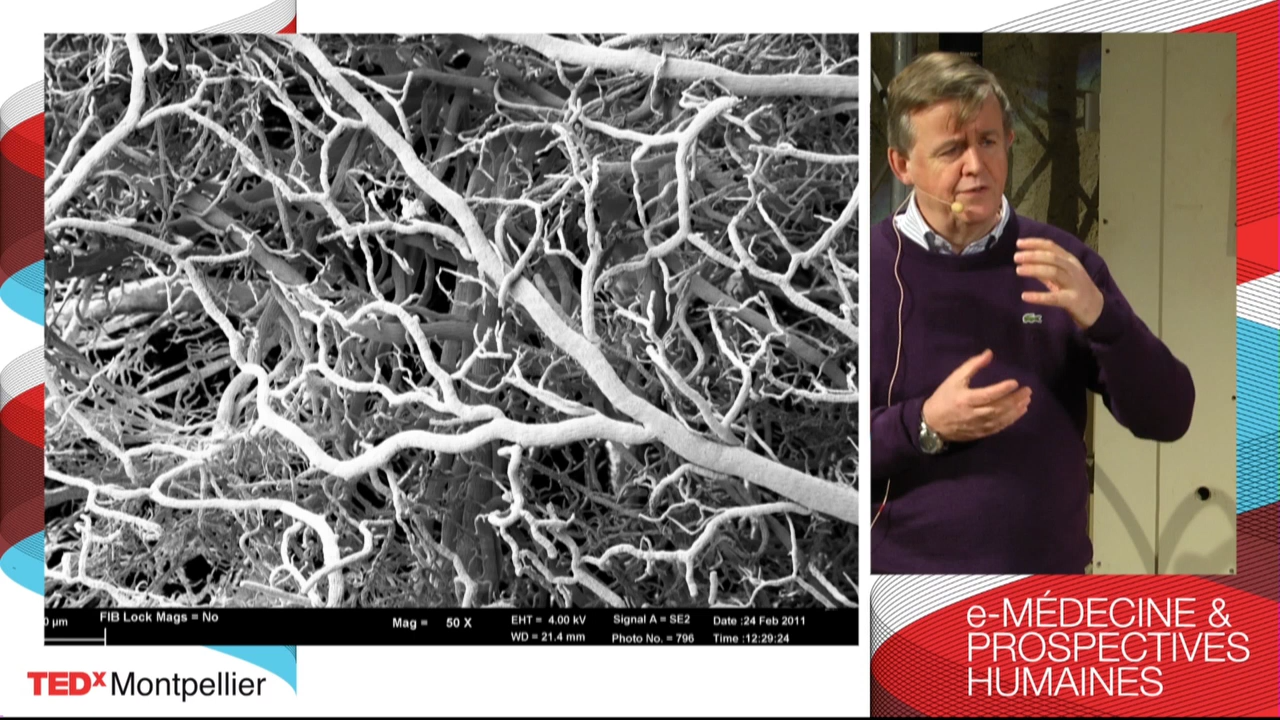 0 µm
FIB Lock Mags = No
Mag = 50 X
EHT = 4.00 kV
Signal A = SE2
Date :24 Feb 2011
WD = 21.4 mm
Photo No. = 796
Time :12:29:24
TEDx Montpellier
e-MÉDECINE &
PROSPECTIVES
HUMAINES